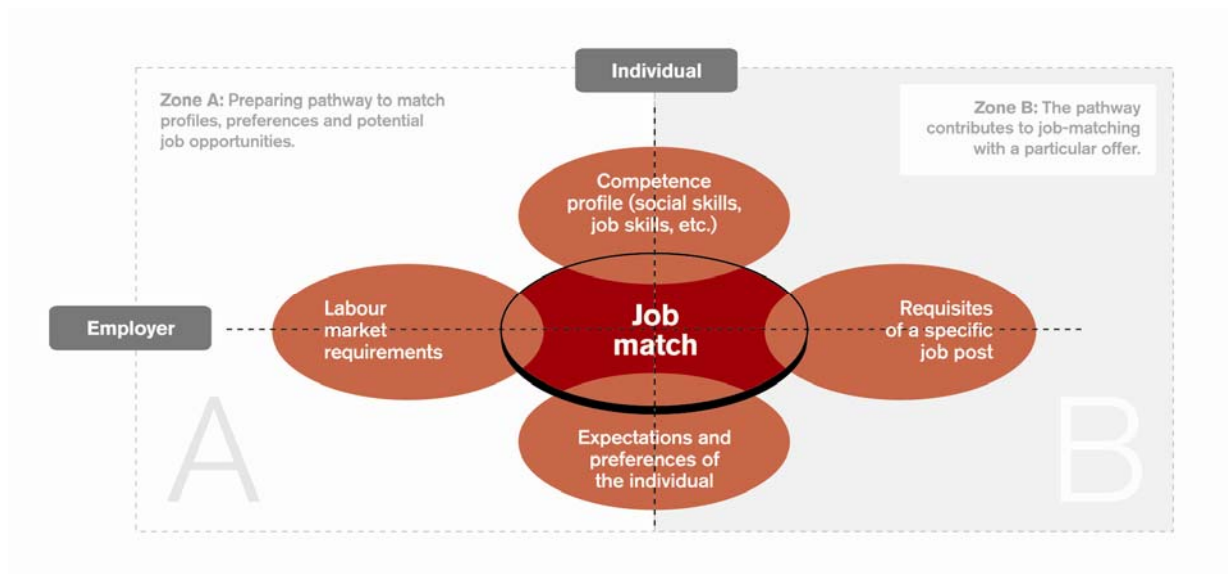 Individual
Zone A: Preparing pathway to match
profiles, preferences and potential
job opportunities.
Zone B: The pathway
contributes to job-matching
with a particular offer.
Competence
profile (social skills,
job skills, etc.)
Employer
Labour
market
requirements
Job
match
Requisites
of a specific
job post
Expectations and
preferences of
the individual
A
B